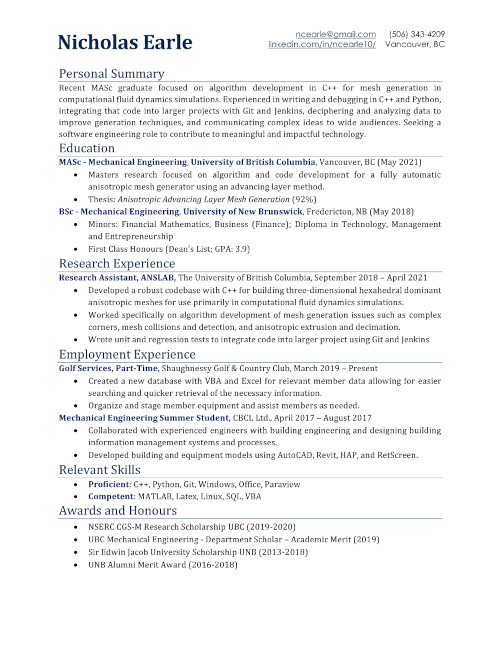 Nicholas Earle
ncearle@gmail.com (506) 343-4209
linkedin.com/in/ncearle10/ Vancouver, BC
Personal Summary
Recent MASc graduate focused on algorithm development in C++ for mesh generation in
computational fluid dynamics simulations. Experienced in writing and debugging in C++ and Python,
integrating that code into larger projects with Git and Jenkins, deciphering and analyzing data to
improve generation techniques, and communicating complex ideas to wide audiences. Seeking a
software engineering role to contribute to meaningful and impactful technology.
Education
MASc - Mechanical Engineering, University of British Columbia, Vancouver, BC (May 2021)
• Masters research focused on algorithm and code development for a fully automatic
anisotropic mesh generator using an advancing layer method.
• Thesis: Anisotropic Advancing Layer Mesh Generation (92%)
BSc - Mechanical Engineering, University of New Brunswick, Fredericton, NB (May 2018)
• Minors: Financial Mathematics, Business (Finance); Diploma in Technology, Management
and Entrepreneurship
• First Class Honours (Dean's List; GPA: 3.9)
Research Experience
Research Assistant, ANSLAB, The University of British Columbia, September 2018 – April 2021
• Developed a robust codebase with C++ for building three-dimensional hexahedral dominant
anisotropic meshes for use primarily in computational fluid dynamics simulations.
• Worked specifically on algorithm development of mesh generation issues such as complex
corners, mesh collisions and detection, and anisotropic extrusion and decimation.
• Wrote unit and regression tests to integrate code into larger project using Git and Jenkins
Employment Experience
Golf Services, Part-Time, Shaughnessy Golf & Country Club, March 2019 – Present
• Created a new database with VBA and Excel for relevant member data allowing for easier
searching and quicker retrieval of the necessary information.
• Organize and stage member equipment and assist members as needed.
Mechanical Engineering Summer Student, CBCL Ltd., April 2017 – August 2017
• Collaborated with experienced engineers with building engineering and designing building
information management systems and processes.
• Developed building and equipment models using AutoCAD, Revit, HAP, and RetScreen.
Relevant Skills
• Proficient: C++, Python, Git, Windows, Office, Paraview
• Competent: MATLAB, Latex, Linux, SQL, VBA
Awards and Honours
• NSERC CGS-M Research Scholarship UBC (2019-2020)
• UBC Mechanical Engineering - Department Scholar – Academic Merit (2019)
• Sir Edwin Jacob University Scholarship UNB (2013-2018)
• UNB Alumni Merit Award (2016-2018)